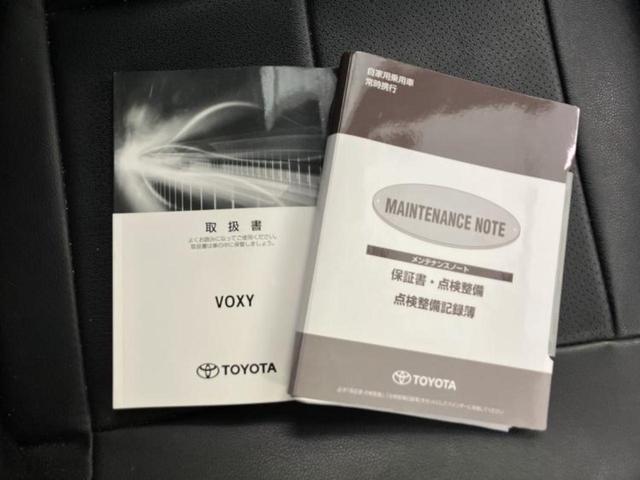 取扱書
よくお読みになってご使用ください。
取扱書は車の中に保管しましょう。
VOXY
TOYOTA
自家用乗用車
常時携行
MAINTENANCE NOTE
メンテナンスノート
保証書・点検整備
点検整備記録簿
TOYOTA